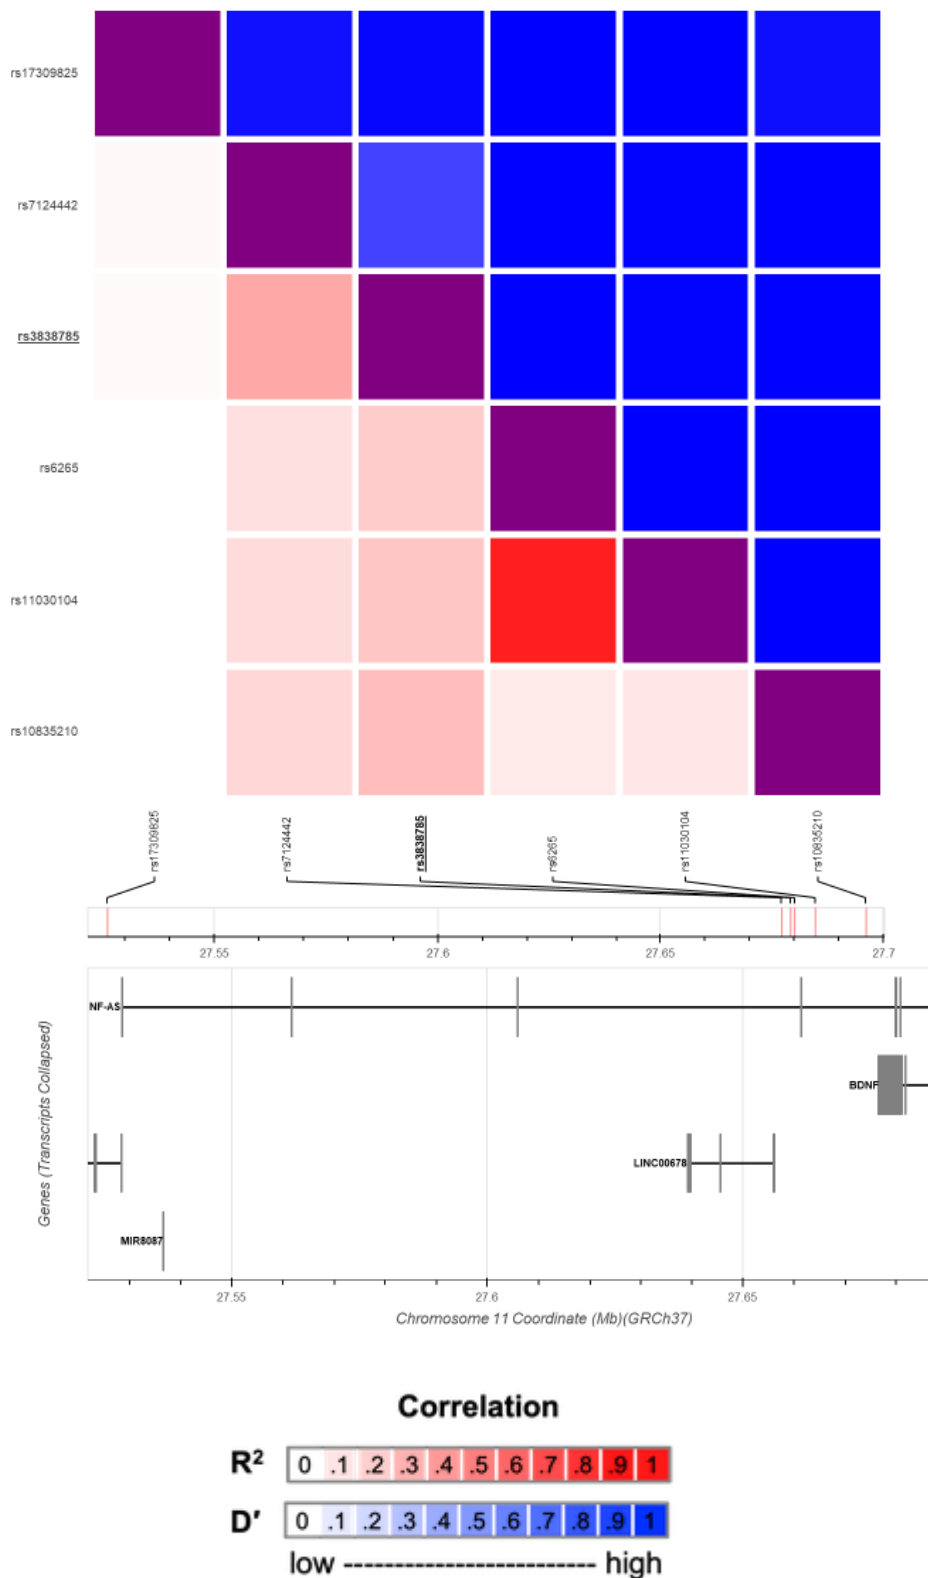 rs17309825
rs7124442
rs3838785
rs6265
rs11030104
rs10835210
rs17309825
rs7124442
rs3838785
rs6265
rs11030104
rs10835210
27.55
27.6
27.65
27.7
NF-AS
BDNF
LINC00678
MIR8087
Genes (Transcripts Collapsed)
27.55
27.6
27.65
Chromosome 11 Coordinate (Mb)(GRCh37)
Correlation
R² 0 .1 .2 .3 .4 .5 .6 .7 .8 .9 1
D′ 0 .1 .2 .3 .4 .5 .6 .7 .8 .9 1
low ------------------------- high